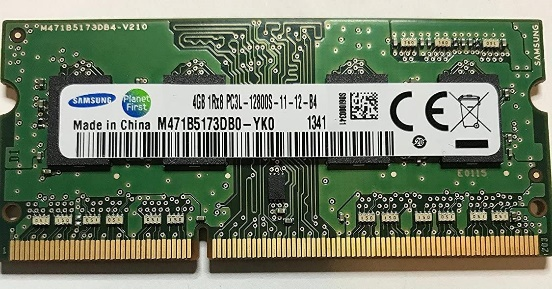 M471B5173DB4-V210
SAMSUNG
Planet
First
4GB 1Rx8 PC3L-12800S-11-12-B4
Made in China M471B5173DB0-YK0 1341
CE
E0115